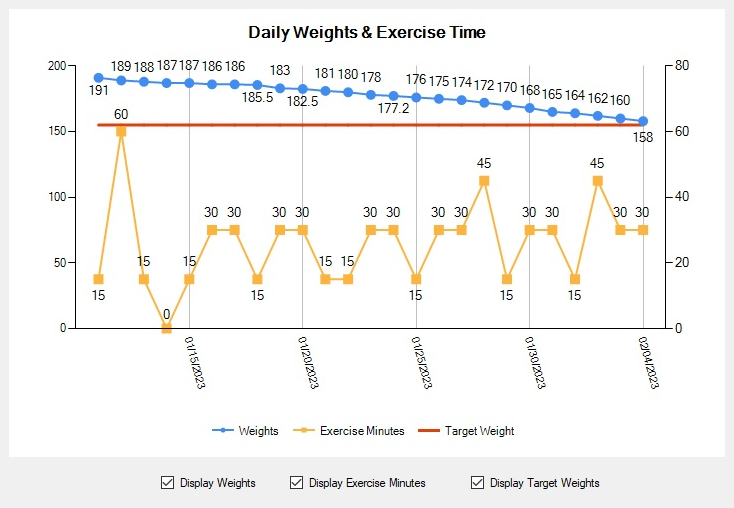 Daily Weights & Exercise Time
200 189 188 187 187 186 186 183 181 180 178 176 175 174 172 170 168 165 164 162 160 80
191 185.5 182.5 177.2 158
150 60 60
100 45 45 40
30 30 30 30 30 30 30 30 30 30 30 30
50 15 15 15 15 20
15 15 15 15 15
0 0 0
01/15/2023 01/20/2023 01/25/2023 01/30/2023 02/04/2023
Weights Exercise Minutes Target Weight
Display Weights Display Exercise Minutes Display Target Weights